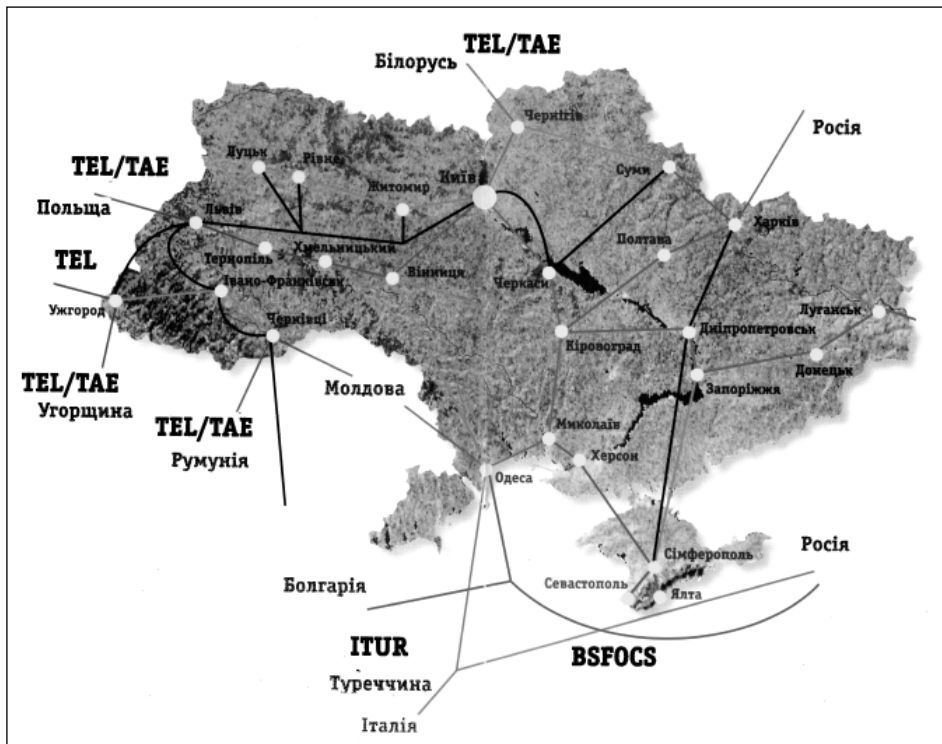 TEL/TAE
Білорусь
Чернігів
Росія
Луцьк
Рівне
TEL/TAE
Київ
Суми
Житомир
Польща
Львів
Харків
Полтава
Хмельницький
Тернопіль
TEL
Вінниця
Черкаси
Івано-Франківськ
Ужгород
Луганськ
Чернівці
Дніпропетровськ
Кіровоград
Донецьк
TEL/TAE
Молдова
Запоріжжя
Угорщина
TEL/TAE
Миколаїв
Румунія
Херсон
Одеса
Росія
Сімферополь
Болгарія
Севастополь
Ялта
ITUR
BSFOCS
Туреччина
Італія